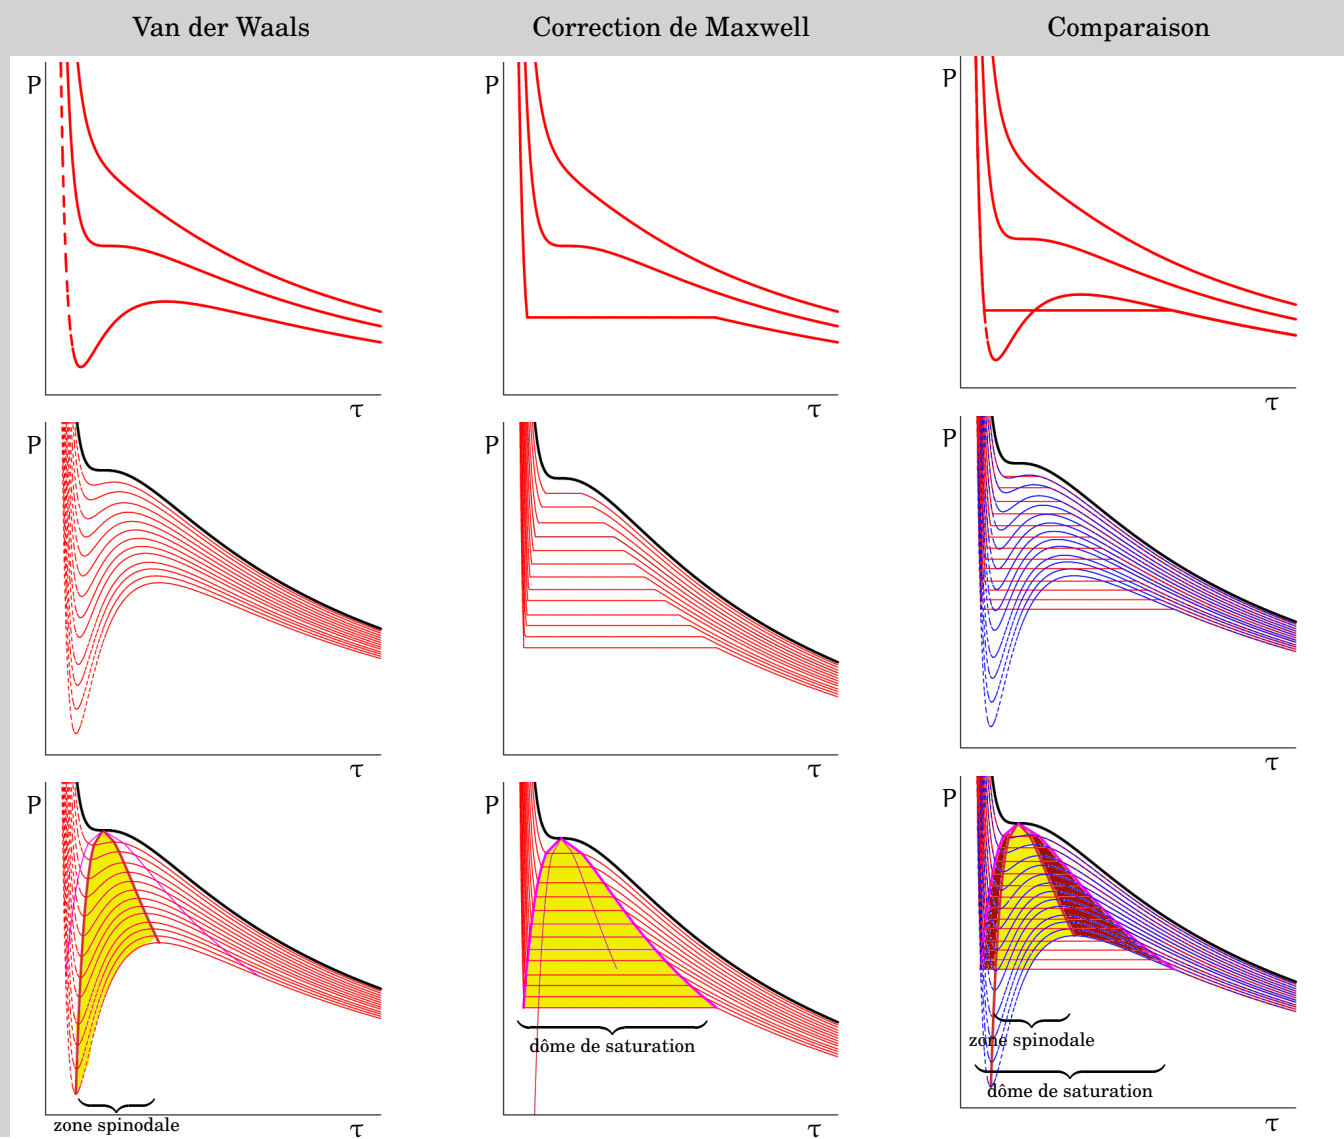 Van der Waals Correction de Maxwell Comparaison
P P P
τ τ τ
P P P
τ τ τ
P P P
zone spinodale
dôme de saturation
dôme de saturation
zone spinodale
τ τ τ